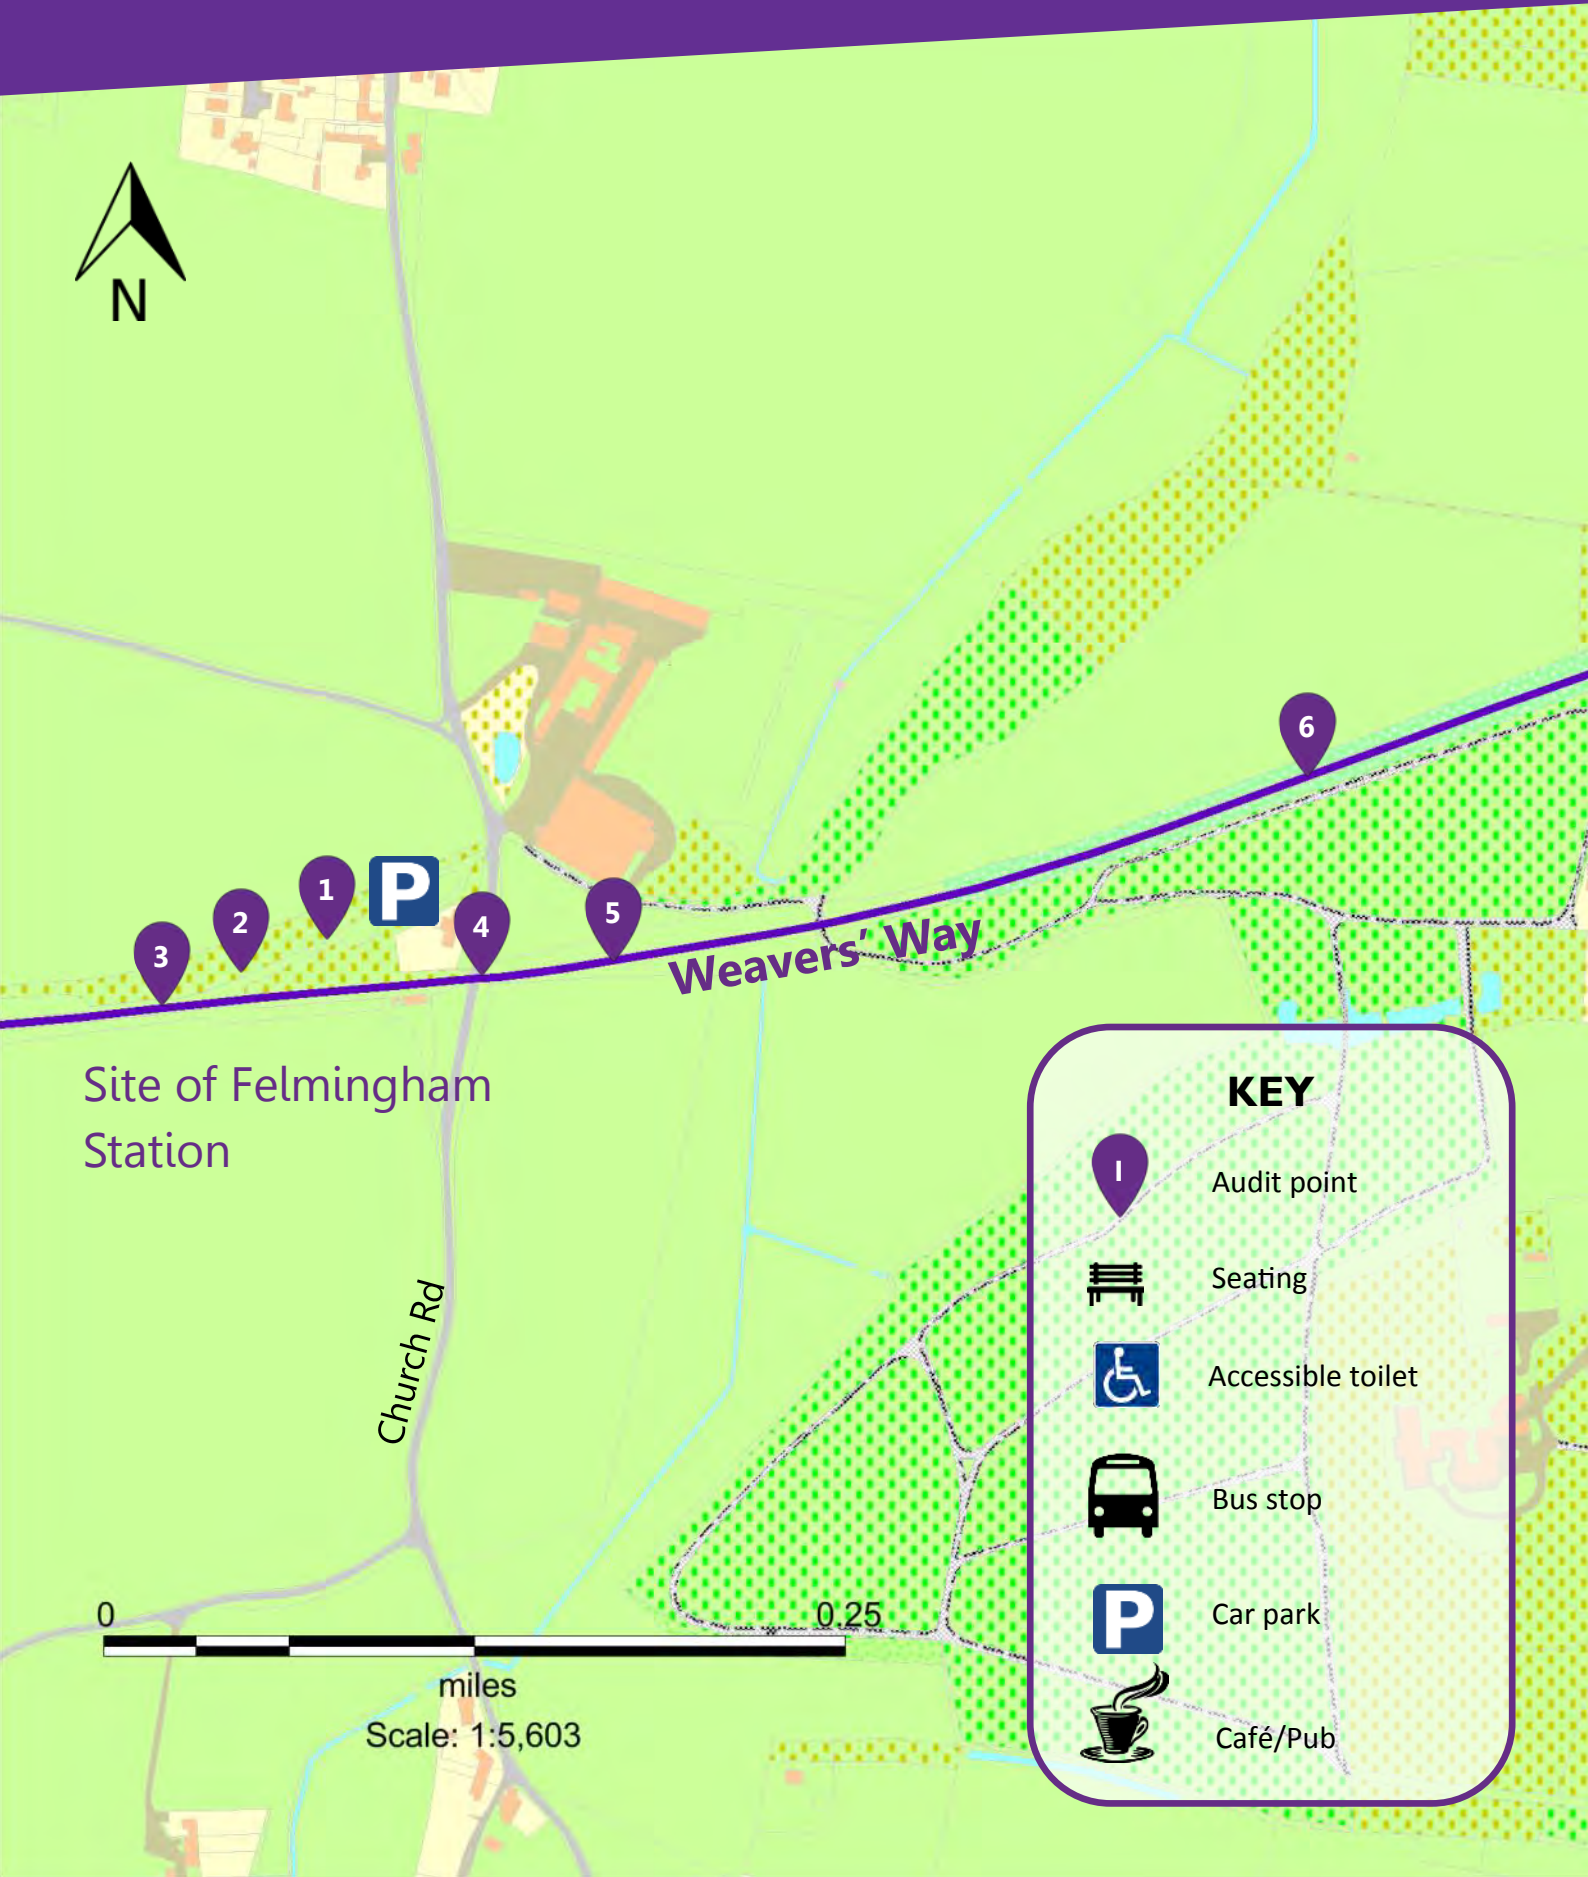 N
6
1
P
2
4
5
3
Weavers’ Way
Site of Felmingham
Station
KEY
I
Audit point
Seating
Accessible toilet
Church Rd
Bus stop
P
Car park
Café/Pub
0
0.25
miles
Scale: 1:5,603